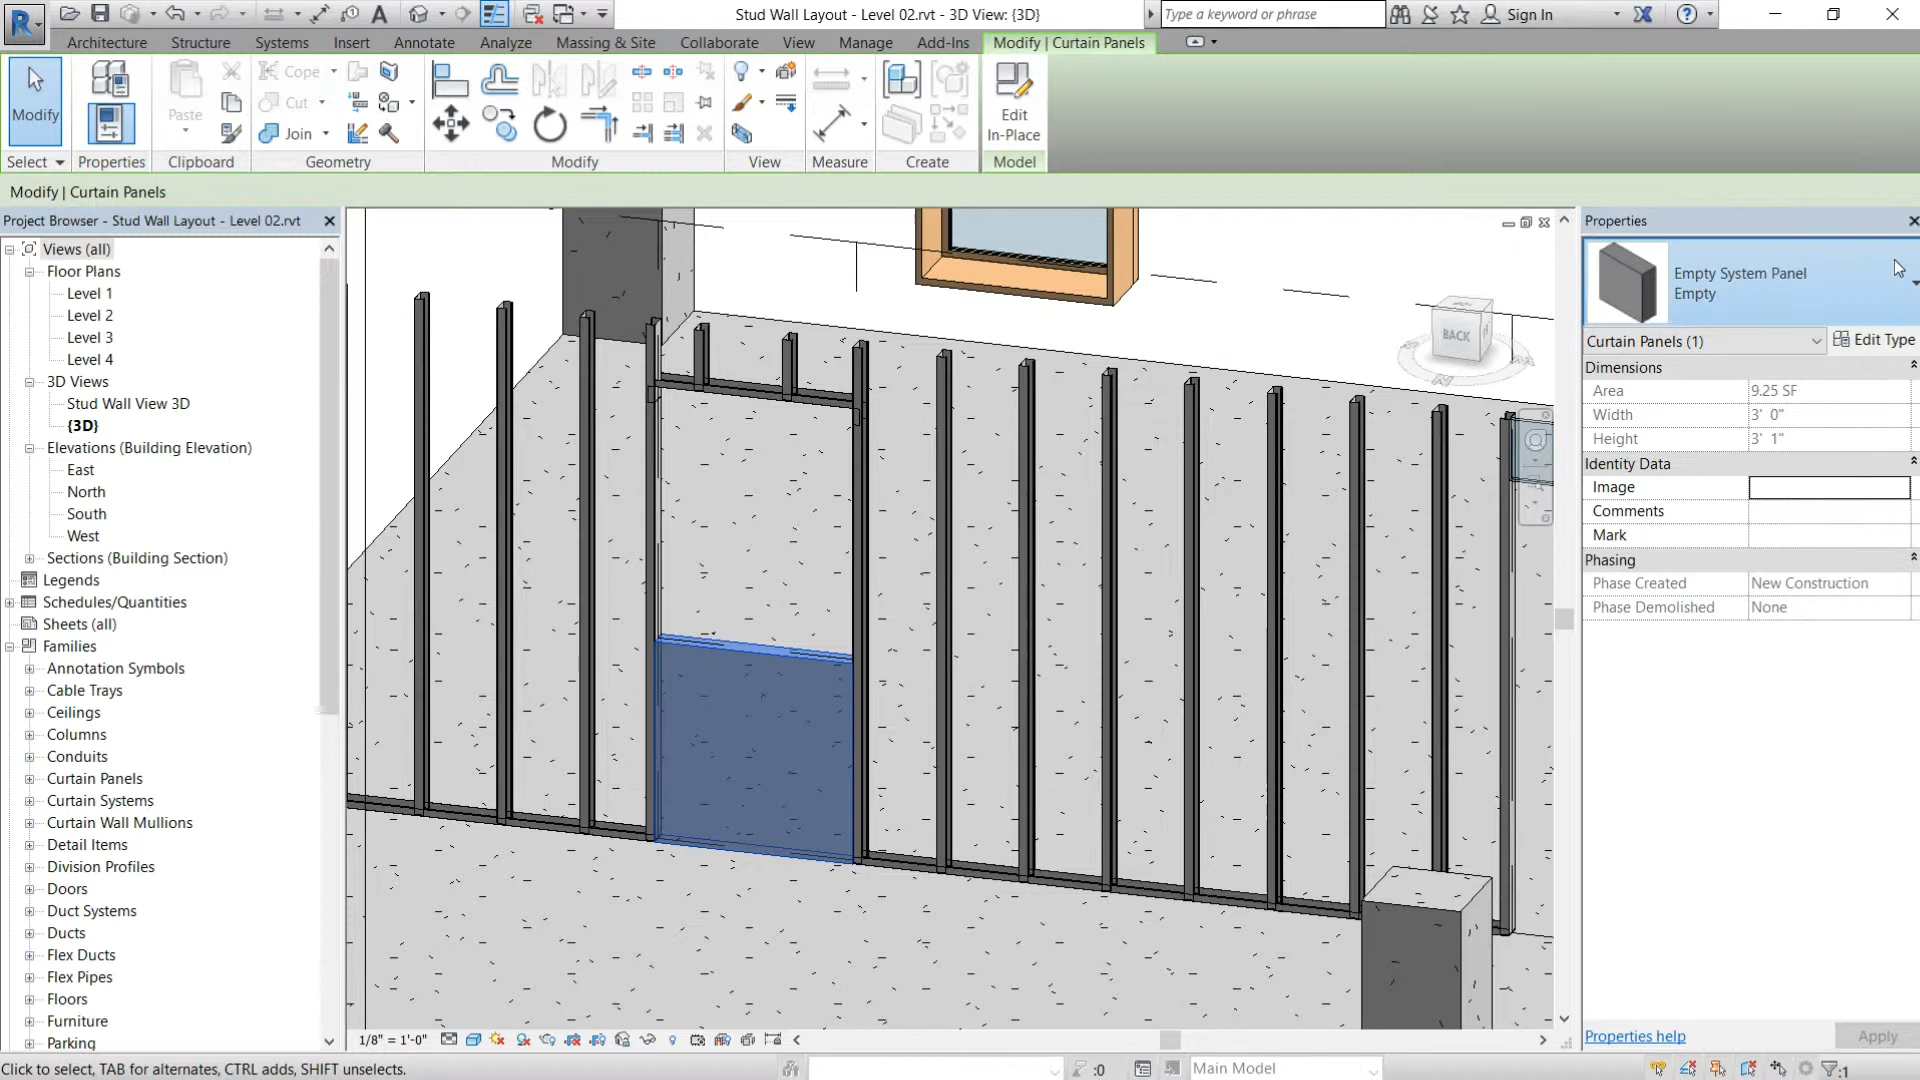 Stud Wall Layout - Level 02.rvt - 3D View: {3D}
Type a keyword or phrase
Sign In
Architecture
Structure
Systems
Insert
Annotate
Analyze
Massing & Site
Collaborate
View
Manage
Add-Ins
Modify | Curtain Panels
Modify
Paste
Cope
Cut
Join
Edit
In-Place
Select
Properties
Clipboard
Geometry
Modify
View
Measure
Create
Model
Modify | Curtain Panels
Project Browser - Stud Wall Layout - Level 02.rvt
Views (all)
Floor Plans
Level 1
Level 2
Level 3
Level 4
3D Views
Stud Wall View 3D
{3D}
Elevations (Building Elevation)
East
North
South
West
Sections (Building Section)
Legends
Schedules/Quantities
Sheets (all)
Families
Annotation Symbols
Cable Trays
Ceilings
Columns
Conduits
Curtain Panels
Curtain Systems
Curtain Wall Mullions
Detail Items
Division Profiles
Doors
Duct Systems
Ducts
Flex Ducts
Flex Pipes
Floors
Furniture
Parking
BACK
Properties
Empty System Panel
Empty
Curtain Panels (1)
Edit Type
Dimensions
Area 9.25 SF
Width 3' 0"
Height 3' 1"
Identity Data
Image
Comments
Mark
Phasing
Phase Created New Construction
Phase Demolished None
Properties help
Apply
1/8" = 1'-0"
Click to select, TAB for alternates, CTRL adds, SHIFT unselects.
:0
Main Model
:1